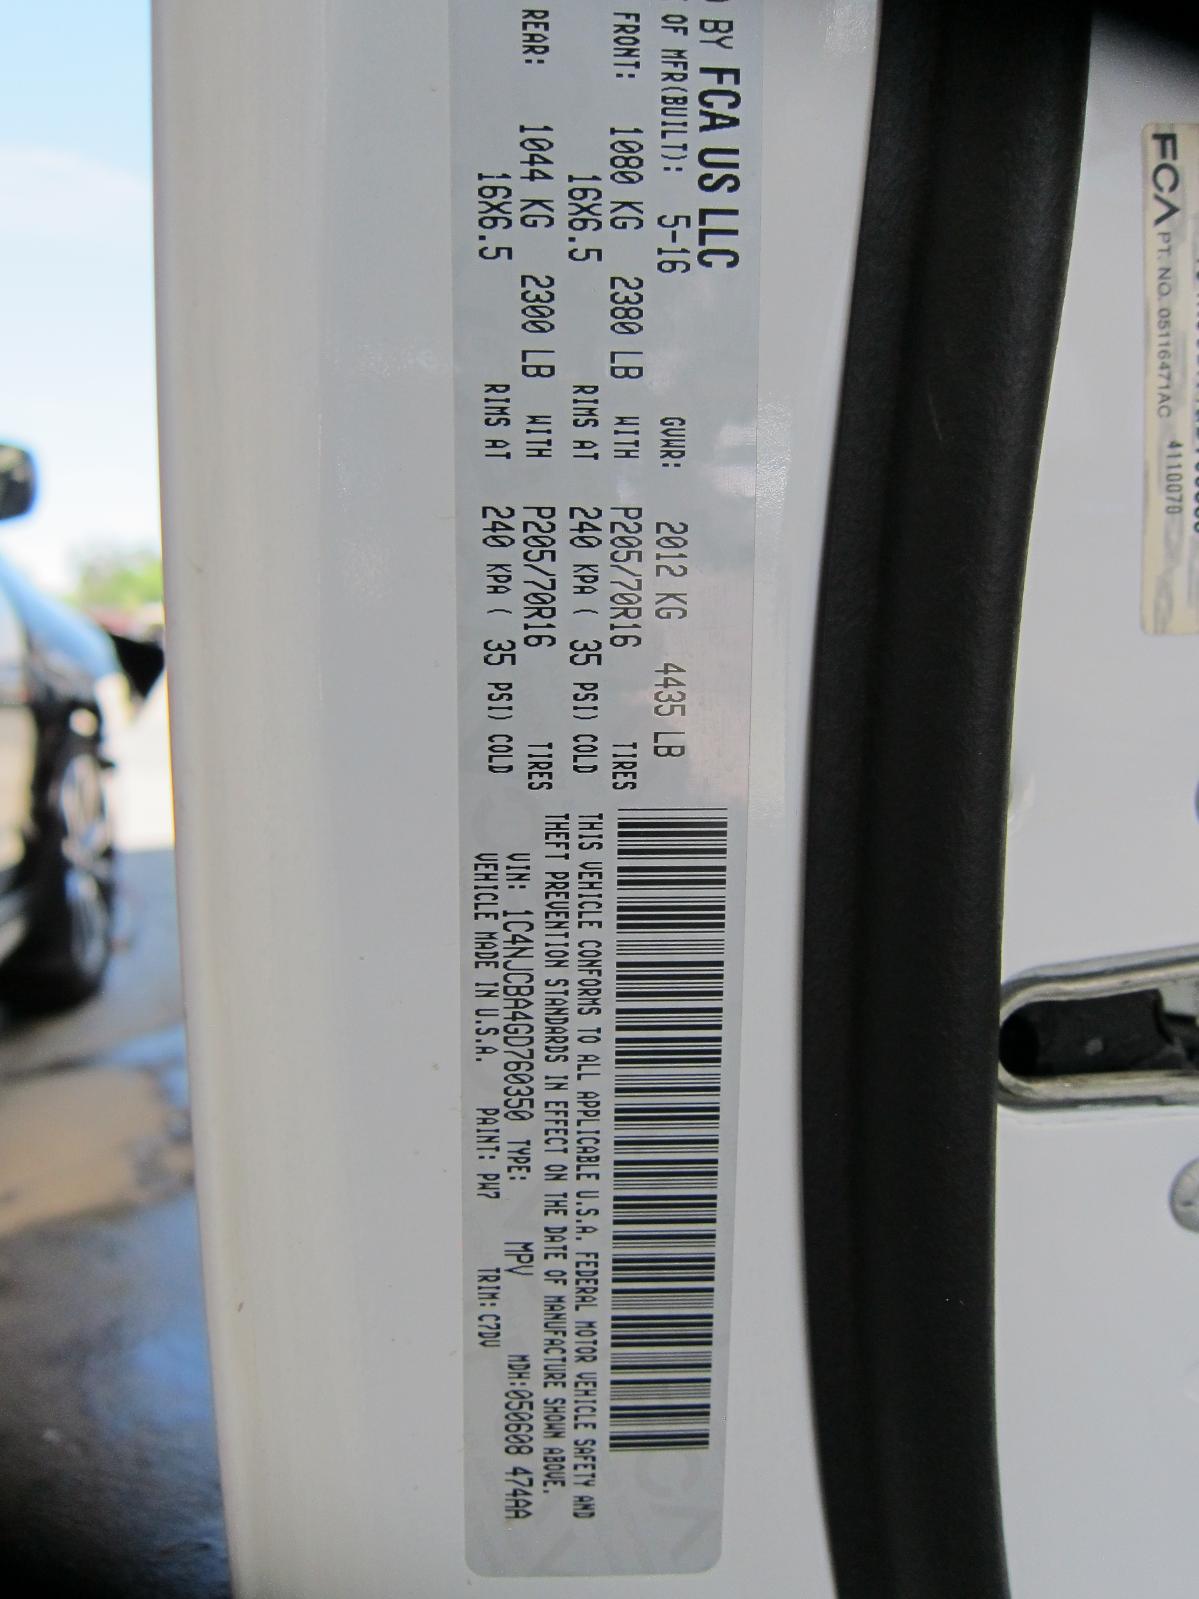 BY FCA US LLC
OF MFR(BUILT): 5-16 GVWR: 2012 KG 4435 LB
FRONT: 1080 KG 2380 LB WITH P205/70R16 TIRES
16X6.5 RIMS AT 240 KPA ( 35 PSI) COLD
REAR: 1044 KG 2300 LB WITH P205/70R16 TIRES
16X6.5 RIMS AT 240 KPA ( 35 PSI) COLD
THIS VEHICLE CONFORMS TO ALL APPLICABLE U.S.A. FEDERAL MOTOR VEHICLE SAFETY AND
THEFT PREVENTION STANDARDS IN EFFECT ON THE DATE OF MANUFACTURE SHOWN ABOVE.
VIN: 1C4NJCBA4GD760350 TYPE: MPV MDH:050608 474AA
VEHICLE MADE IN U.S.A. PAINT: PW7 TRIM: C7DV
FCA PT. NO. 05116471AC 4110070